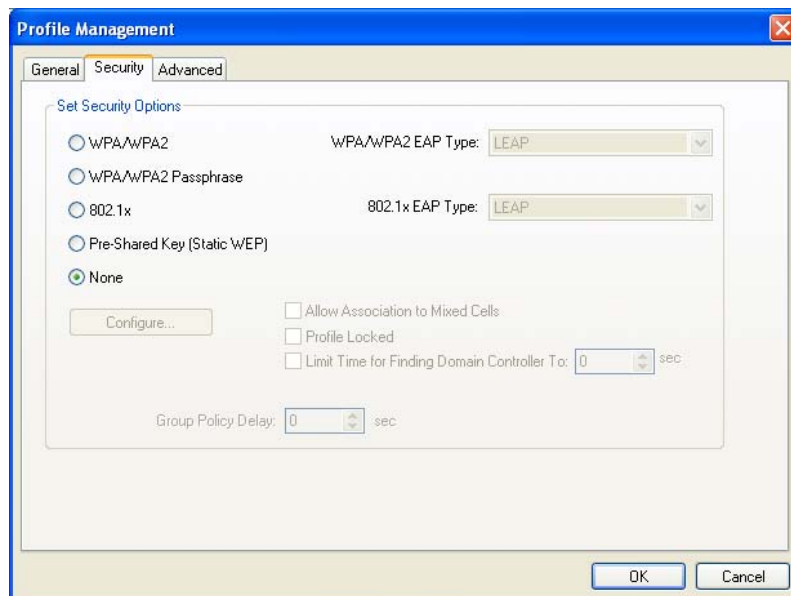 Profile Management
General Security Advanced
Set Security Options
WPA/WPA2 WPA/WPA2 EAP Type: LEAP
WPA/WPA2 Passphrase
802.1x 802.1x EAP Type: LEAP
Pre-Shared Key (Static WEP)
None
Configure... Allow Association to Mixed Cells
Profile Locked
Limit Time for Finding Domain Controller To: 0 sec
Group Policy Delay: 0 sec
OK Cancel